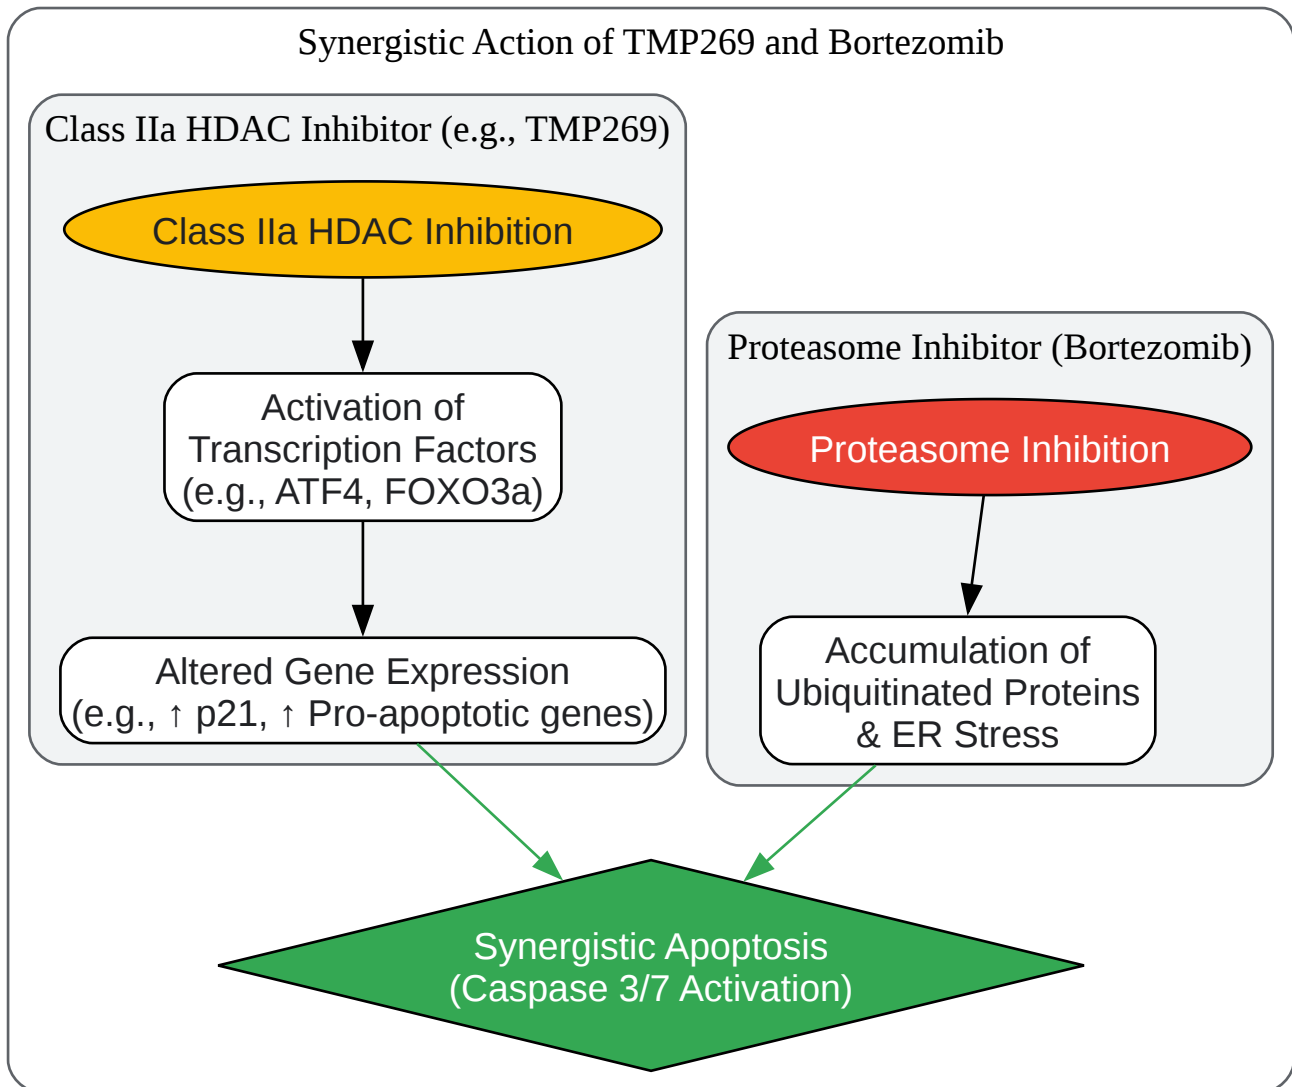 Synergistic Action of TMP269 and Bortezomib
Class IIa HDAC Inhibitor (e.g., TMP269)
Class IIa HDAC Inhibition
Activation of
Transcription Factors
(e.g., ATF4, FOXO3a)
Altered Gene Expression
(e.g., ↑ p21, ↑ Pro-apoptotic genes)
Proteasome Inhibitor (Bortezomib)
Proteasome Inhibition
Accumulation of
Ubiquitinated Proteins
& ER Stress
Synergistic Apoptosis
(Caspase 3/7 Activation)